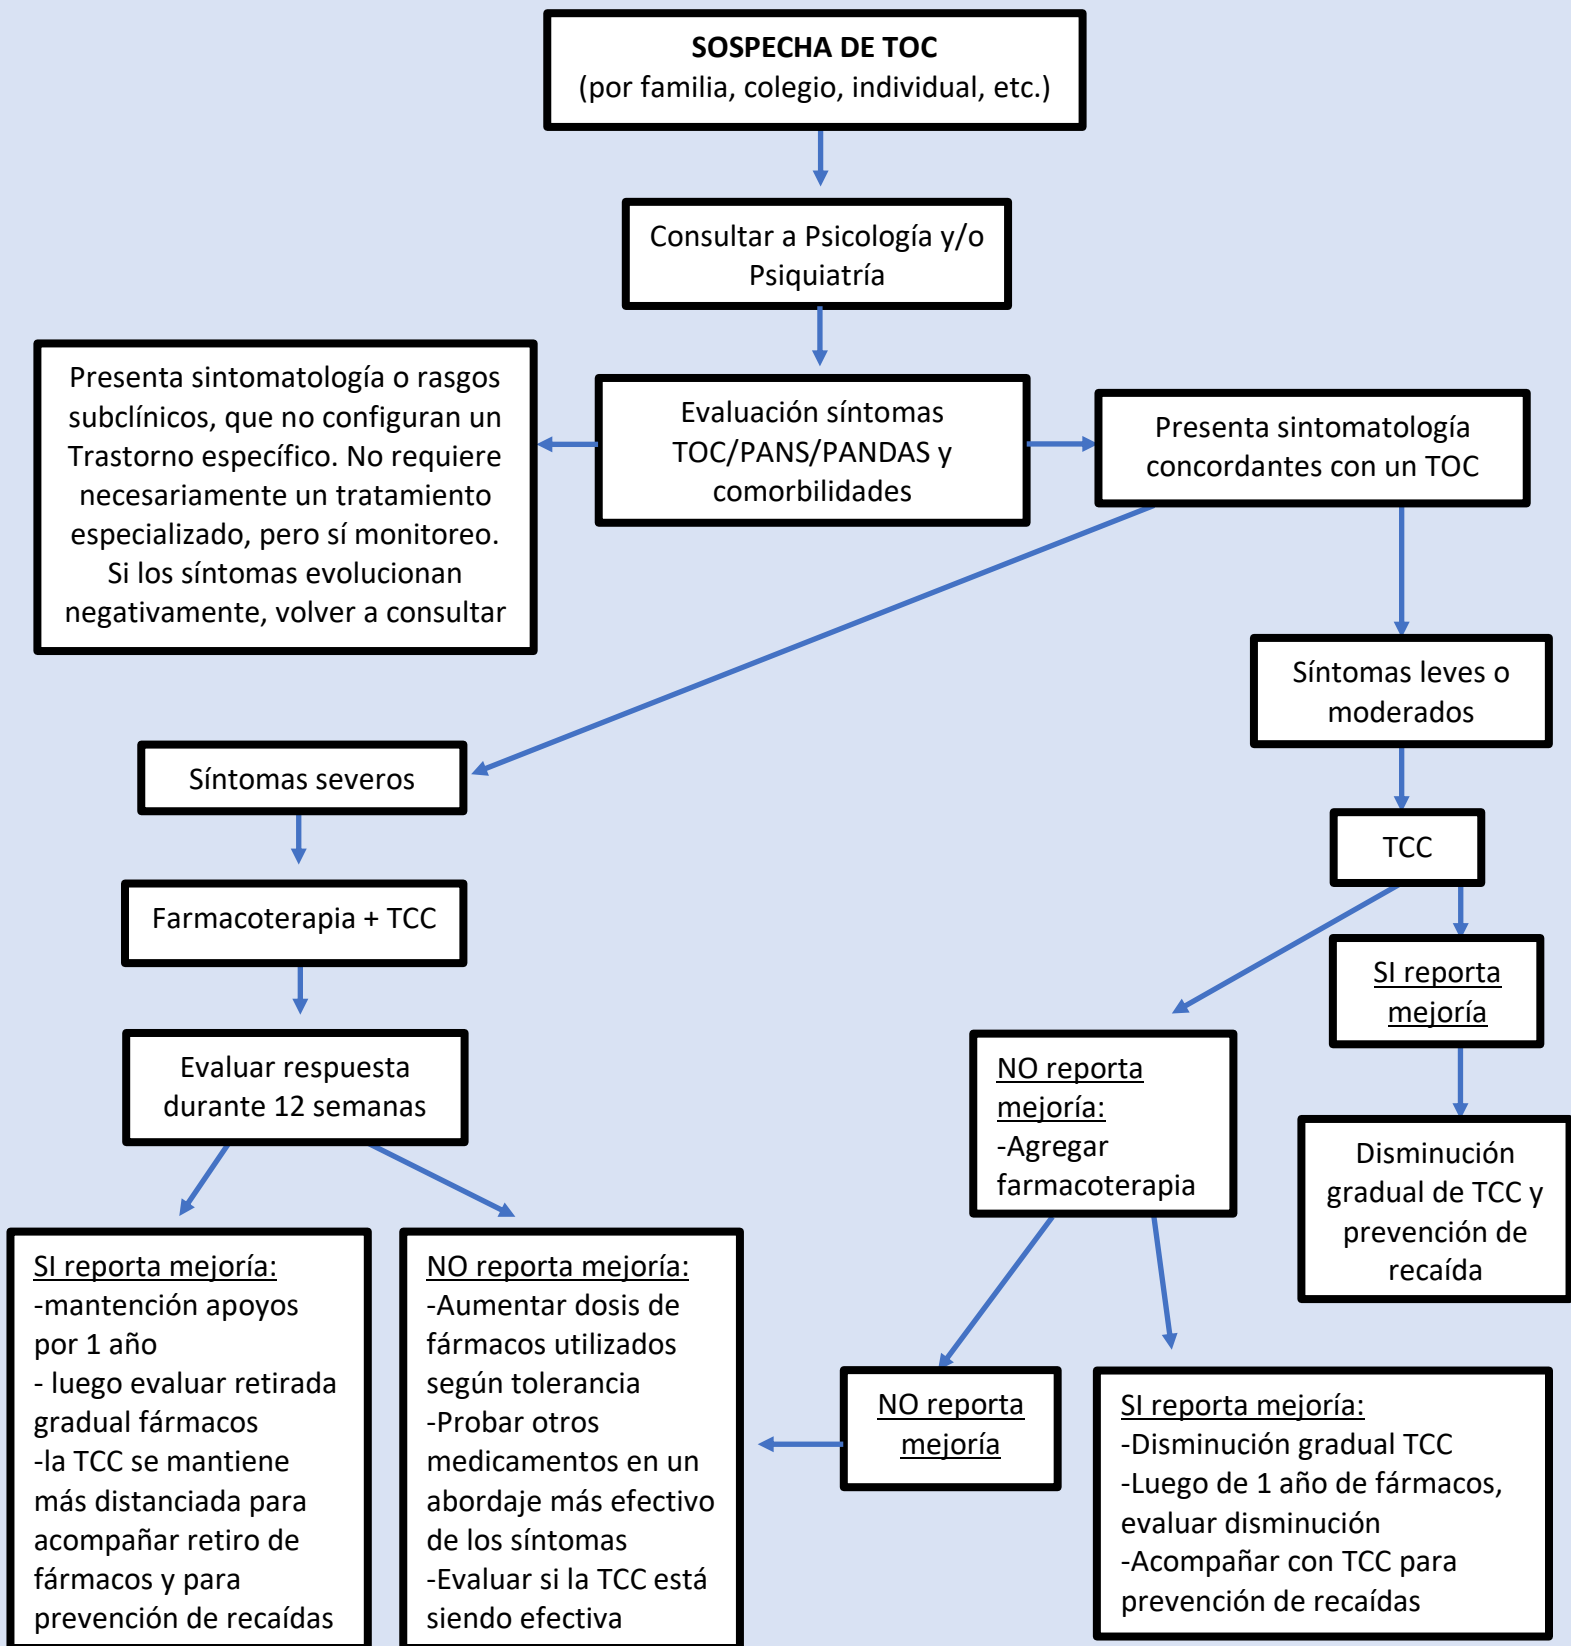 SOSPECHA DE TOC
(por familia, colegio, individual, etc.)
Consultar a Psicología y/o
Psiquiatría
Presenta sintomatología o rasgos
subclínicos, que no configuran un
Trastorno específico. No requiere
necesariamente un tratamiento
especializado, pero sí monitoreo.
Si los síntomas evolucionan
negativamente, volver a consultar
Evaluación síntomas
TOC/PANS/PANDAS y
comorbilidades
Presenta sintomatología
concordantes con un TOC
Síntomas leves o
moderados
Síntomas severos
TCC
Farmacoterapia + TCC
SI reporta
mejoría
Evaluar respuesta
durante 12 semanas
NO reporta
mejoría:
-Agregar
farmacoterapia
Disminución
gradual de TCC y
prevención de
recaída
SI reporta mejoría:
-mantención apoyos
por 1 año
- luego evaluar retirada
gradual fármacos
-la TCC se mantiene
más distanciada para
acompañar retiro de
fármacos y para
prevención de recaídas
NO reporta mejoría:
-Aumentar dosis de
fármacos utilizados
según tolerancia
-Probar otros
medicamentos en un
abordaje más efectivo
de los síntomas
-Evaluar si la TCC está
siendo efectiva
NO reporta
mejoría
SI reporta mejoría:
-Disminución gradual TCC
-Luego de 1 año de fármacos,
evaluar disminución
-Acompañar con TCC para
prevención de recaídas